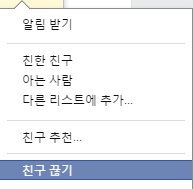 알림 받기
친한 친구
아는 사람
다른 리스트에 추가...
친구 추천...
친구 끊기